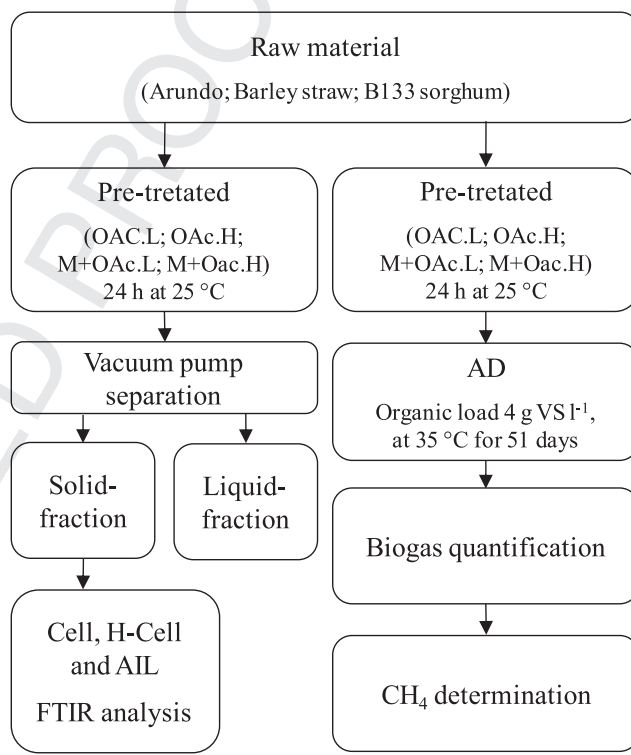 Raw material
(Arundo; Barley straw; B133 sorghum)
Pre-tretated
(OAC.L; OAc.H;
M+OAc.L; M+Oac.H)
24 h at 25 °C
Pre-tretated
(OAC.L; OAc.H;
M+OAc.L; M+Oac.H)
24 h at 25 °C
Vacuum pump
separation
Solid-
fraction
Liquid-
fraction
Cell, H-Cell
and AIL
FTIR analysis
AD
Organic load 4 g VS l⁻¹,
at 35 °C for 51 days
Biogas quantification
CH₄ determination
ED PROO